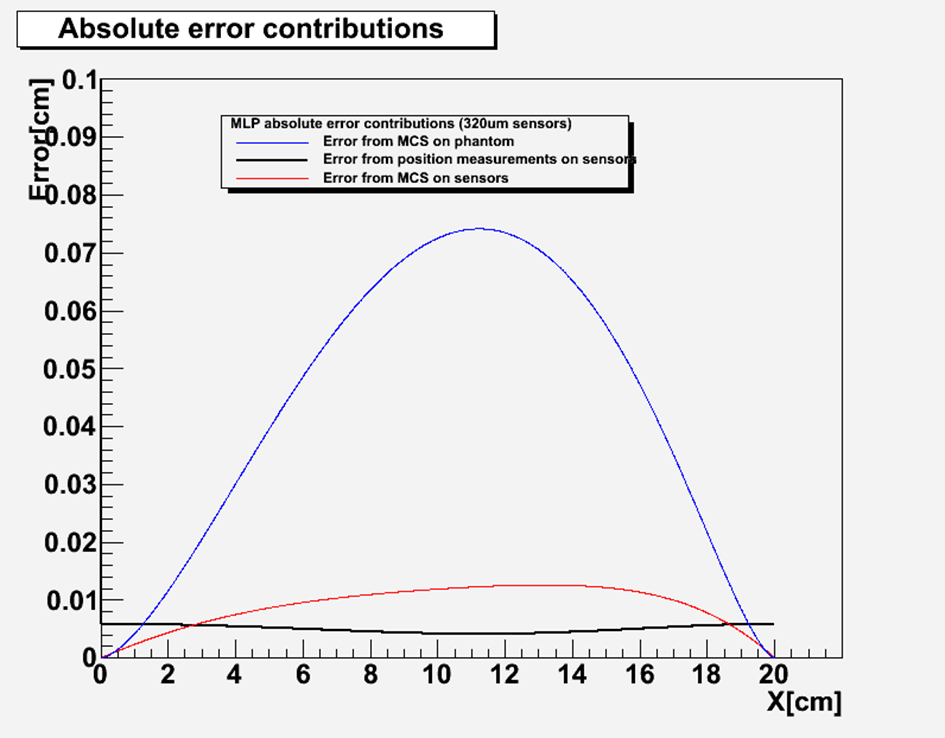 Absolute error contributions
Error[cm]
0.1
0.09
0.08
0.07
0.06
0.05
0.04
0.03
0.02
0.01
0
MLP absolute error contributions (320um sensors)
Error from MCS on phantom
Error from position measurements on sensors
Error from MCS on sensors
0 2 4 6 8 10 12 14 16 18 20
X[cm]